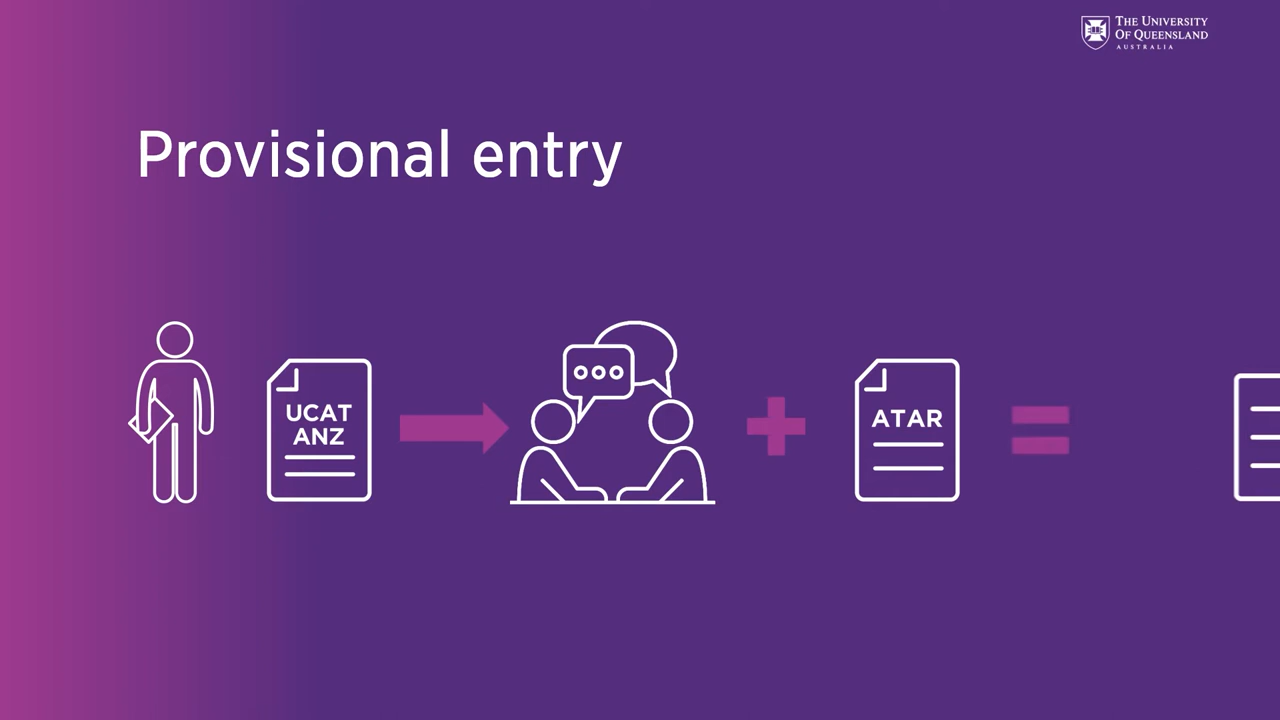 THE UNIVERSITY
OF QUEENSLAND
AUSTRALIA
Provisional entry
UCAT
ANZ
ATAR